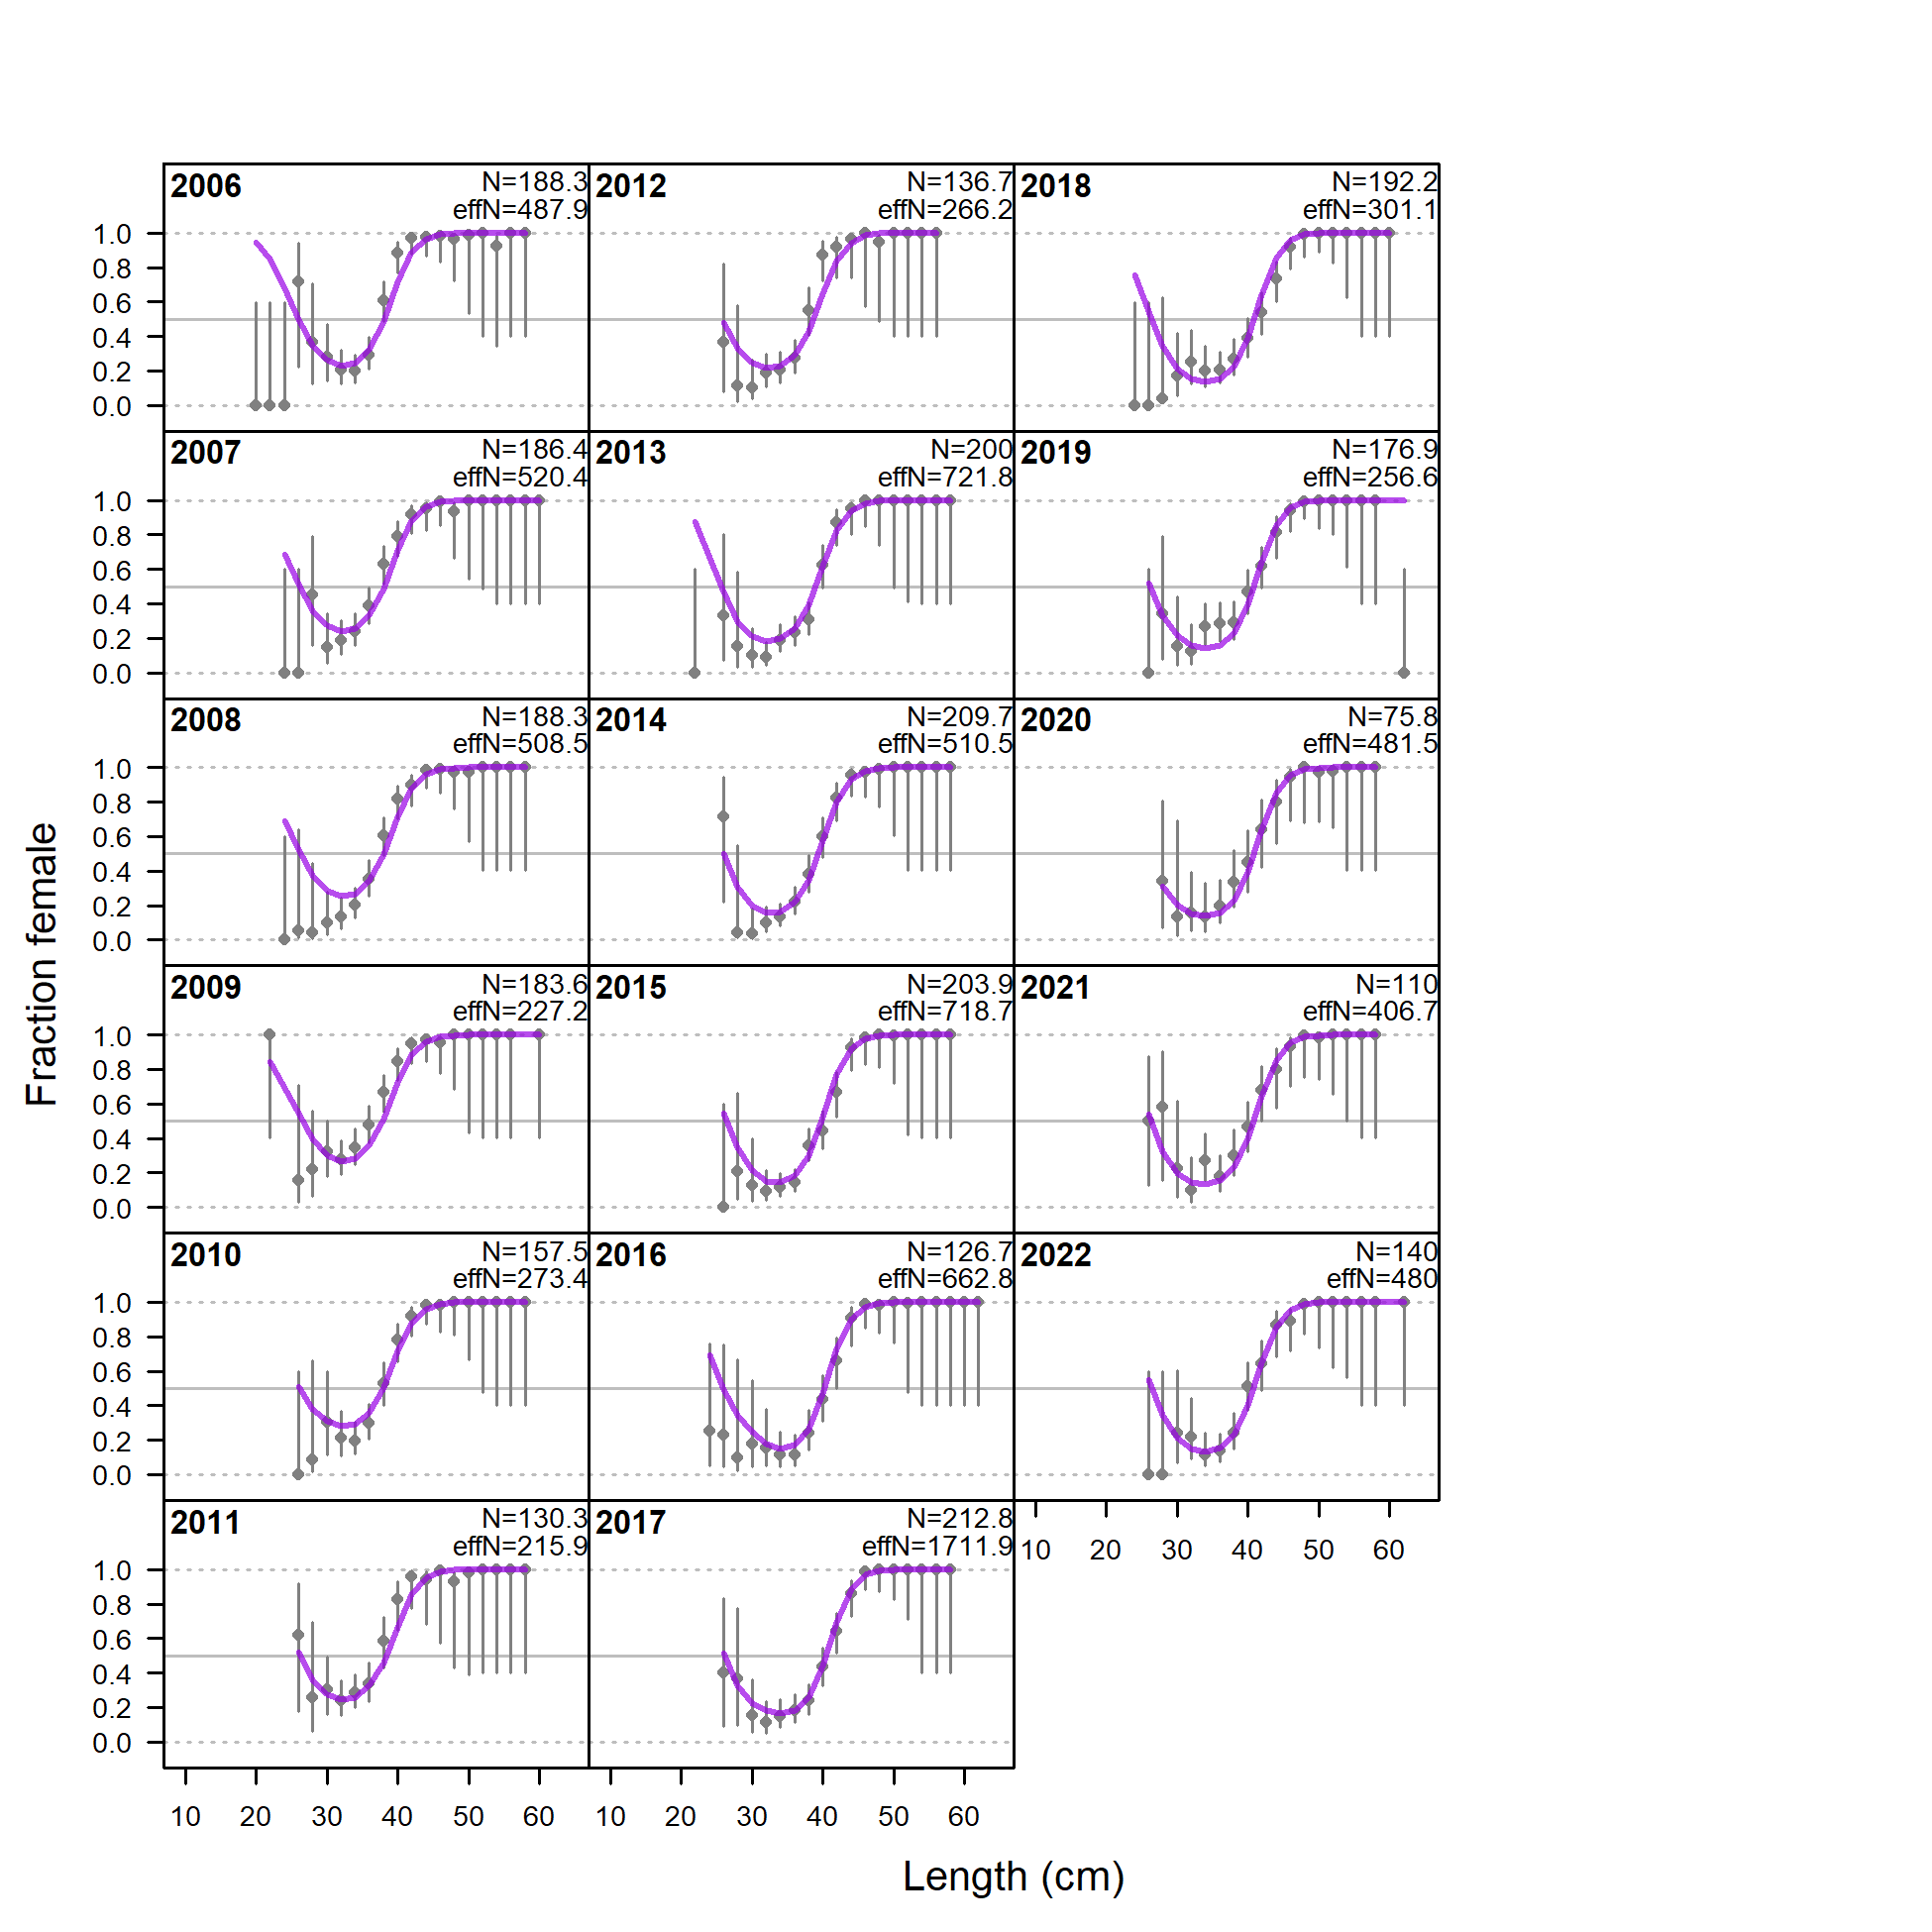 2006
N=188.3
effN=487.9
2012
N=136.7
effN=266.2
2018
N=192.2
effN=301.1
1.0
0.8
0.6
0.4
0.2
0.0
2007
N=186.4
effN=520.4
2013
N=200
effN=721.8
2019
N=176.9
effN=256.6
1.0
0.8
0.6
0.4
0.2
0.0
2008
N=188.3
effN=508.5
2014
N=209.7
effN=510.5
2020
N=75.8
effN=481.5
1.0
0.8
0.6
0.4
0.2
0.0
2009
N=183.6
effN=227.2
2015
N=203.9
effN=718.7
2021
N=110
effN=406.7
1.0
0.8
0.6
0.4
0.2
0.0
2010
N=157.5
effN=273.4
2016
N=126.7
effN=662.8
2022
N=140
effN=480
1.0
0.8
0.6
0.4
0.2
0.0
2011
N=130.3
effN=215.9
2017
N=212.8
effN=1711.9
10 20 30 40 50 60
1.0
0.8
0.6
0.4
0.2
0.0
10 20 30 40 50 60 10 20 30 40 50 60
Fraction female
Length (cm)